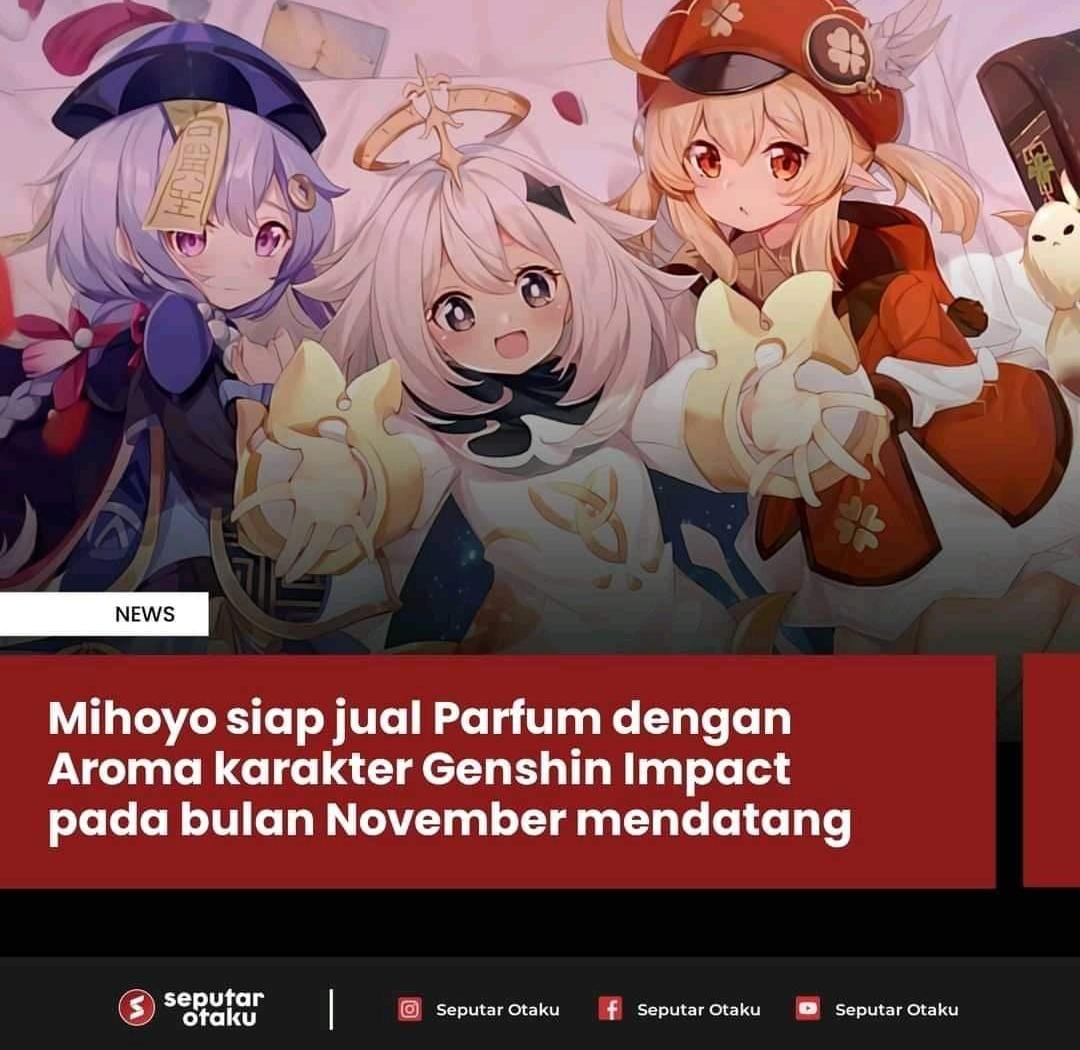 NEWS
Mihoyo siap jual Parfum dengan
Aroma karakter Genshin Impact
pada bulan November mendatang
seputar
otaku
Seputar Otaku
Seputar Otaku
Seputar Otaku